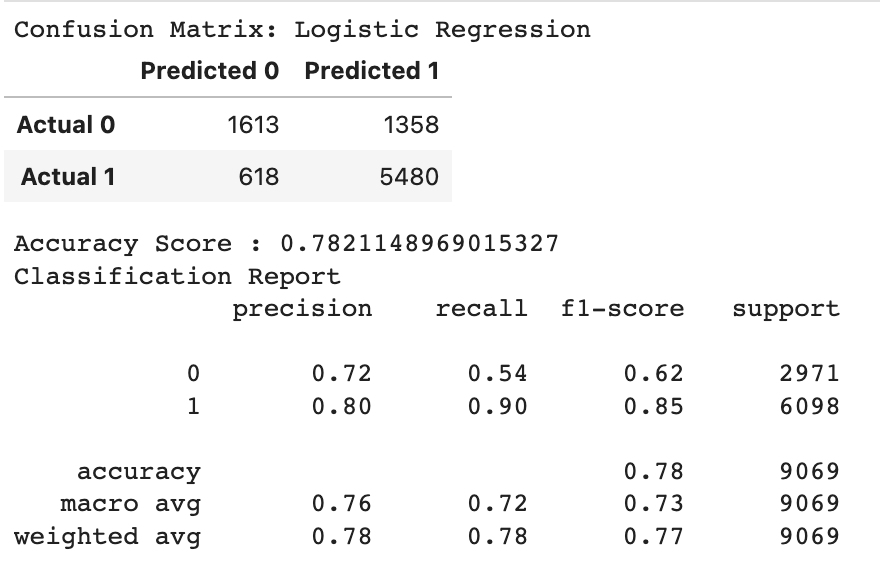 Confusion Matrix: Logistic Regression
Predicted 0 Predicted 1
Actual 0 1613 1358
Actual 1 618 5480
Accuracy Score : 0.7821148969015327
Classification Report
precision recall f1-score support
0 0.72 0.54 0.62 2971
1 0.80 0.90 0.85 6098
accuracy 0.78 9069
macro avg 0.76 0.72 0.73 9069
weighted avg 0.78 0.78 0.77 9069